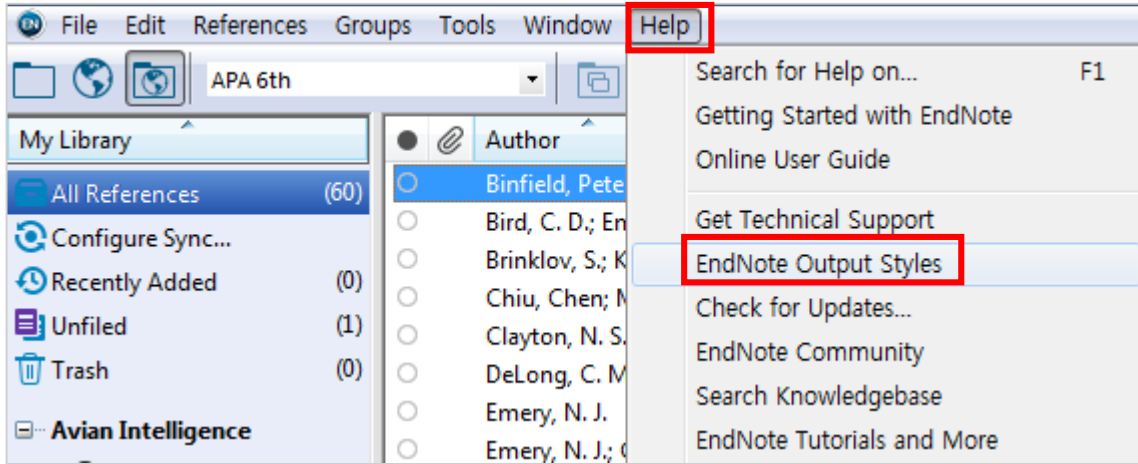 EN File Edit References Groups Tools Window Help
APA 6th
My Library
All References (60)
Configure Sync...
Recently Added (0)
Unfiled (1)
Trash (0)
Avian Intelligence
Author
Binfield, Pete
Bird, C. D.; Em
Brinklov, S.; K
Chiu, Chen; M
Clayton, N. S.
DeLong, C. M
Emery, N. J.
Emery, N. J.;
Search for Help on... F1
Getting Started with EndNote
Online User Guide
Get Technical Support
EndNote Output Styles
Check for Updates...
EndNote Community
Search Knowledgebase
EndNote Tutorials and More